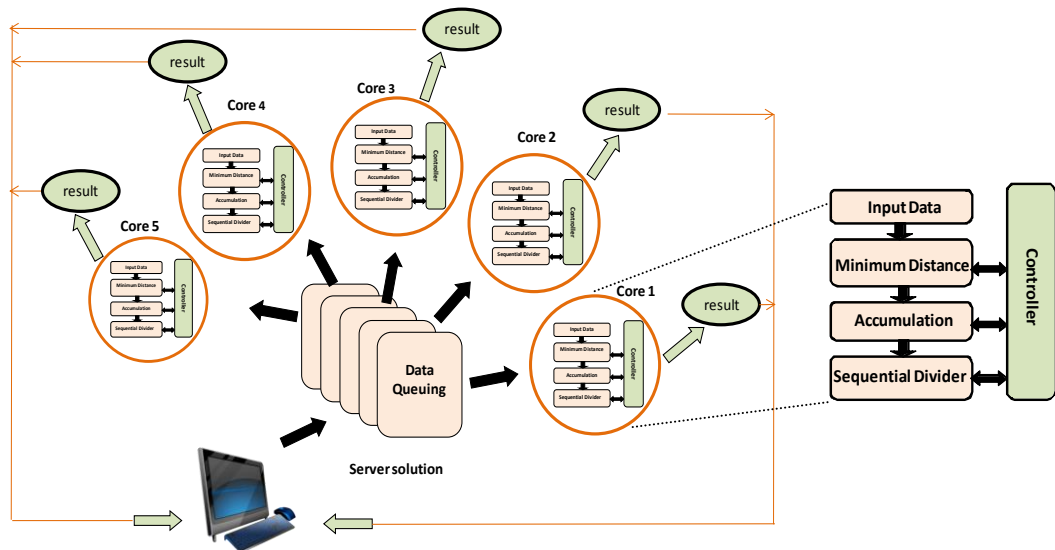 result
result
Core 3
Core 4
Input Data
Minimum Distance
Accumulation
Sequential Divider
Controller
Input Data
Minimum Distance
Accumulation
Sequential Divider
Controller
result
Core 2
Input Data
Minimum Distance
Accumulation
Sequential Divider
Controller
result
Core 5
Input Data
Minimum Distance
Accumulation
Sequential Divider
Controller
Core 1
result
Input Data
Minimum Distance
Accumulation
Sequential Divider
Controller
Input Data
Minimum Distance
Accumulation
Sequential Divider
Controller
Data
Queuing
Server solution